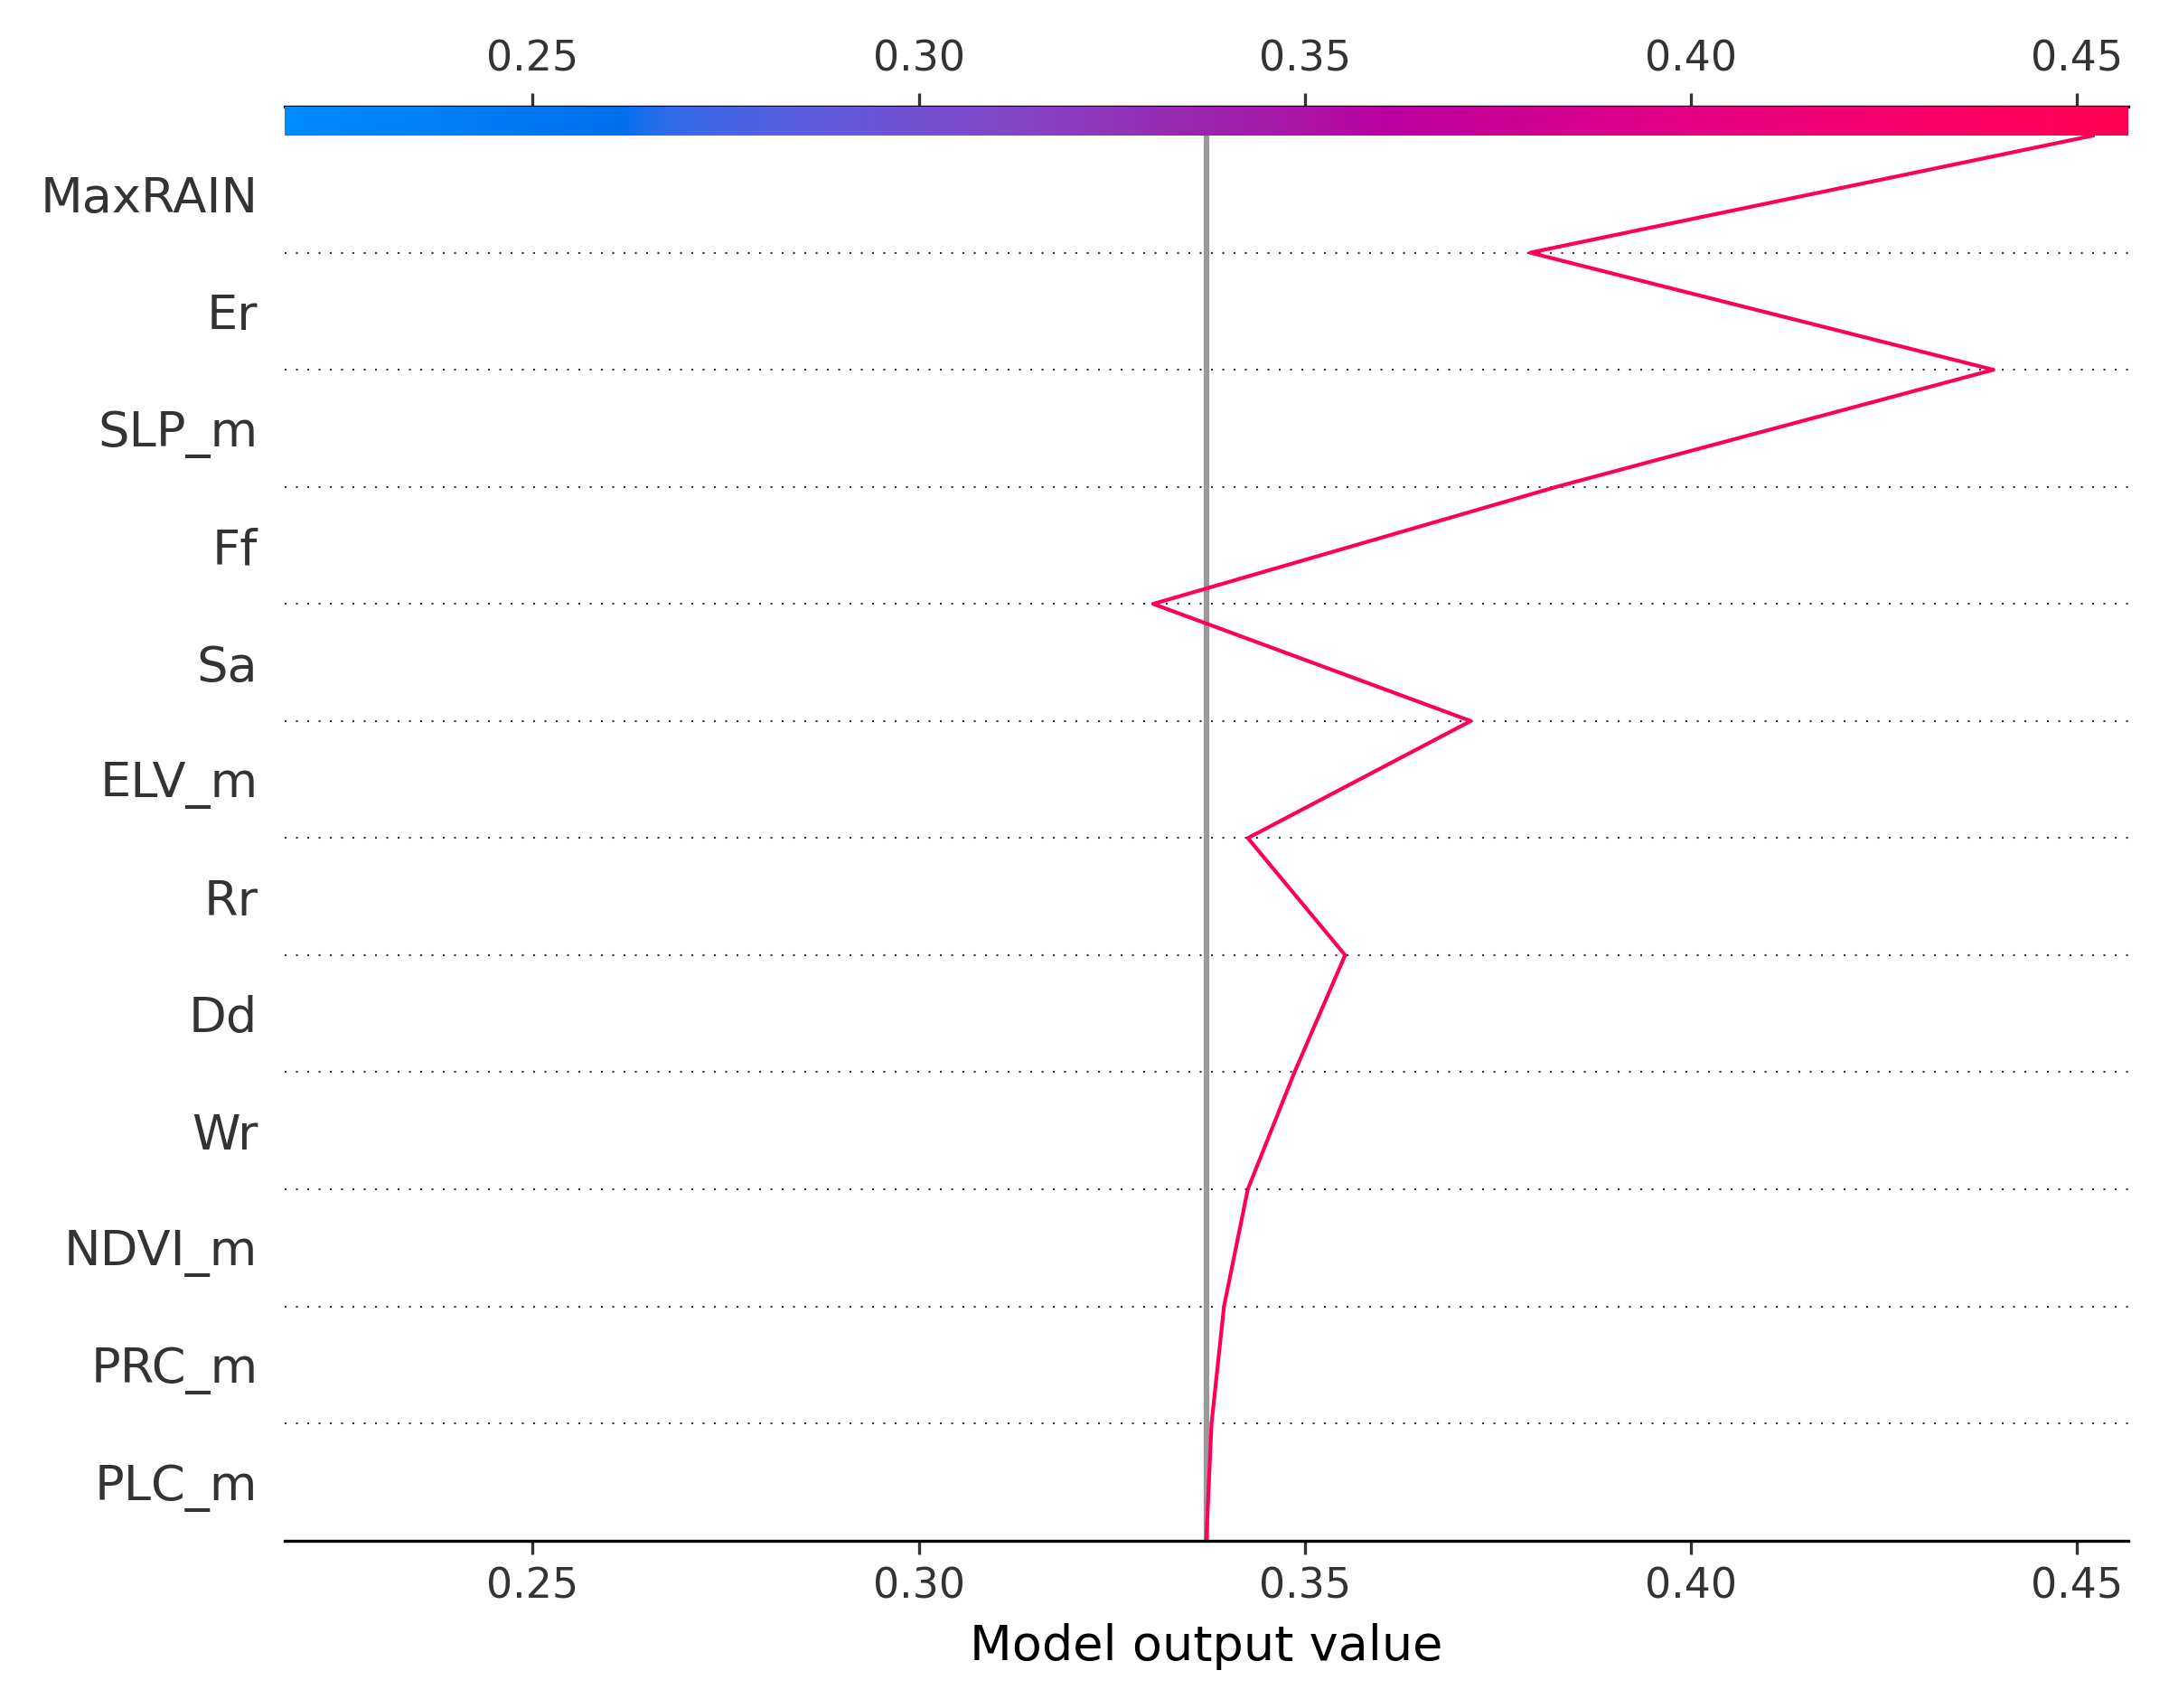 0.25 0.30 0.35 0.40 0.45
MaxRAIN
Er
SLP_m
Ff
Sa
ELV_m
Rr
Dd
Wr
NDVI_m
PRC_m
PLC_m
0.25 0.30 0.35 0.40 0.45
Model output value